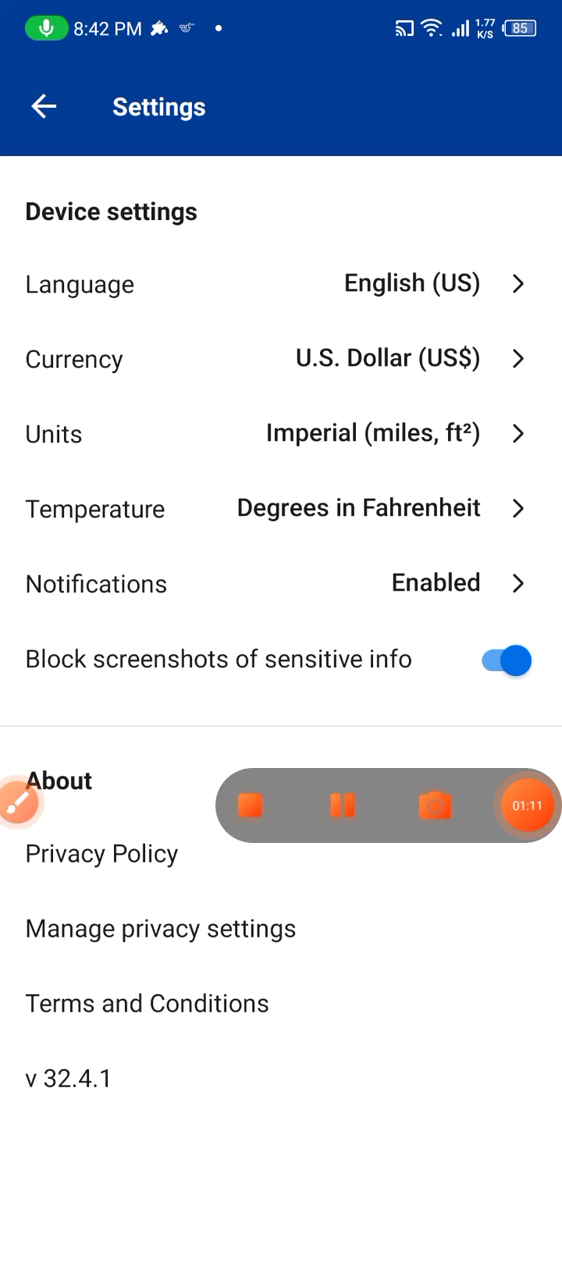 8:42 PM
1.77
K/S
85
Settings
Device settings
Language English (US)
Currency U.S. Dollar (US$)
Units Imperial (miles, ft²)
Temperature Degrees in Fahrenheit
Notifications Enabled
Block screenshots of sensitive info
About
01:11
Privacy Policy
Manage privacy settings
Terms and Conditions
v 32.4.1